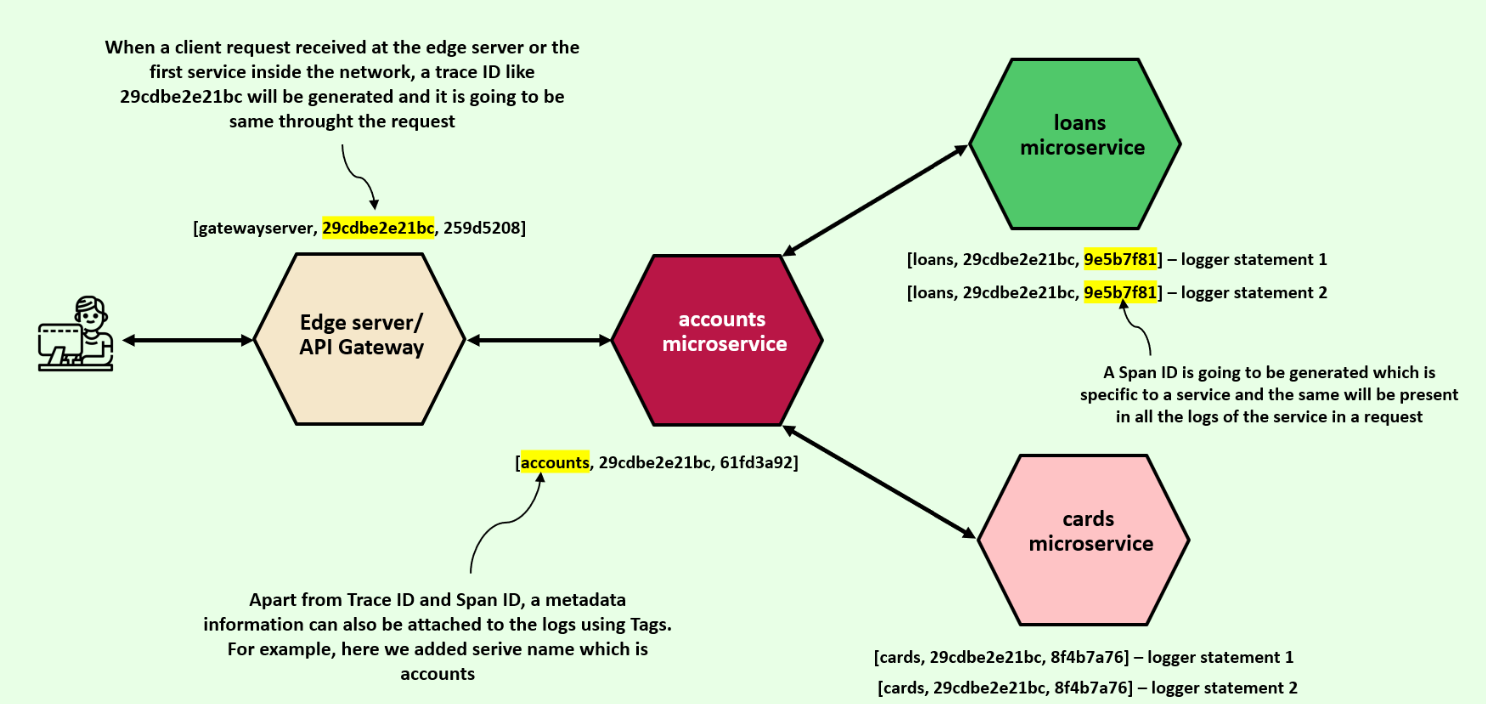 When a client request received at the edge server or the
first service inside the network, a trace ID like
29cdbe2e21bc will be generated and it is going to be
same throught the request
[gatewayserver, 29cdbe2e21bc, 259d5208]
Edge server/
API Gateway
accounts
microservice
[accounts, 29cdbe2e21bc, 61fd3a92]
Apart from Trace ID and Span ID, a metadata
information can also be attached to the logs using Tags.
For example, here we added serive name which is
accounts
loans
microservice
[loans, 29cdbe2e21bc, 9e5b7f81] – logger statement 1
[loans, 29cdbe2e21bc, 9e5b7f81] – logger statement 2
A Span ID is going to be generated which is
specific to a service and the same will be present
in all the logs of the service in a request
cards
microservice
[cards, 29cdbe2e21bc, 8f4b7a76] – logger statement 1
[cards, 29cdbe2e21bc, 8f4b7a76] – logger statement 2